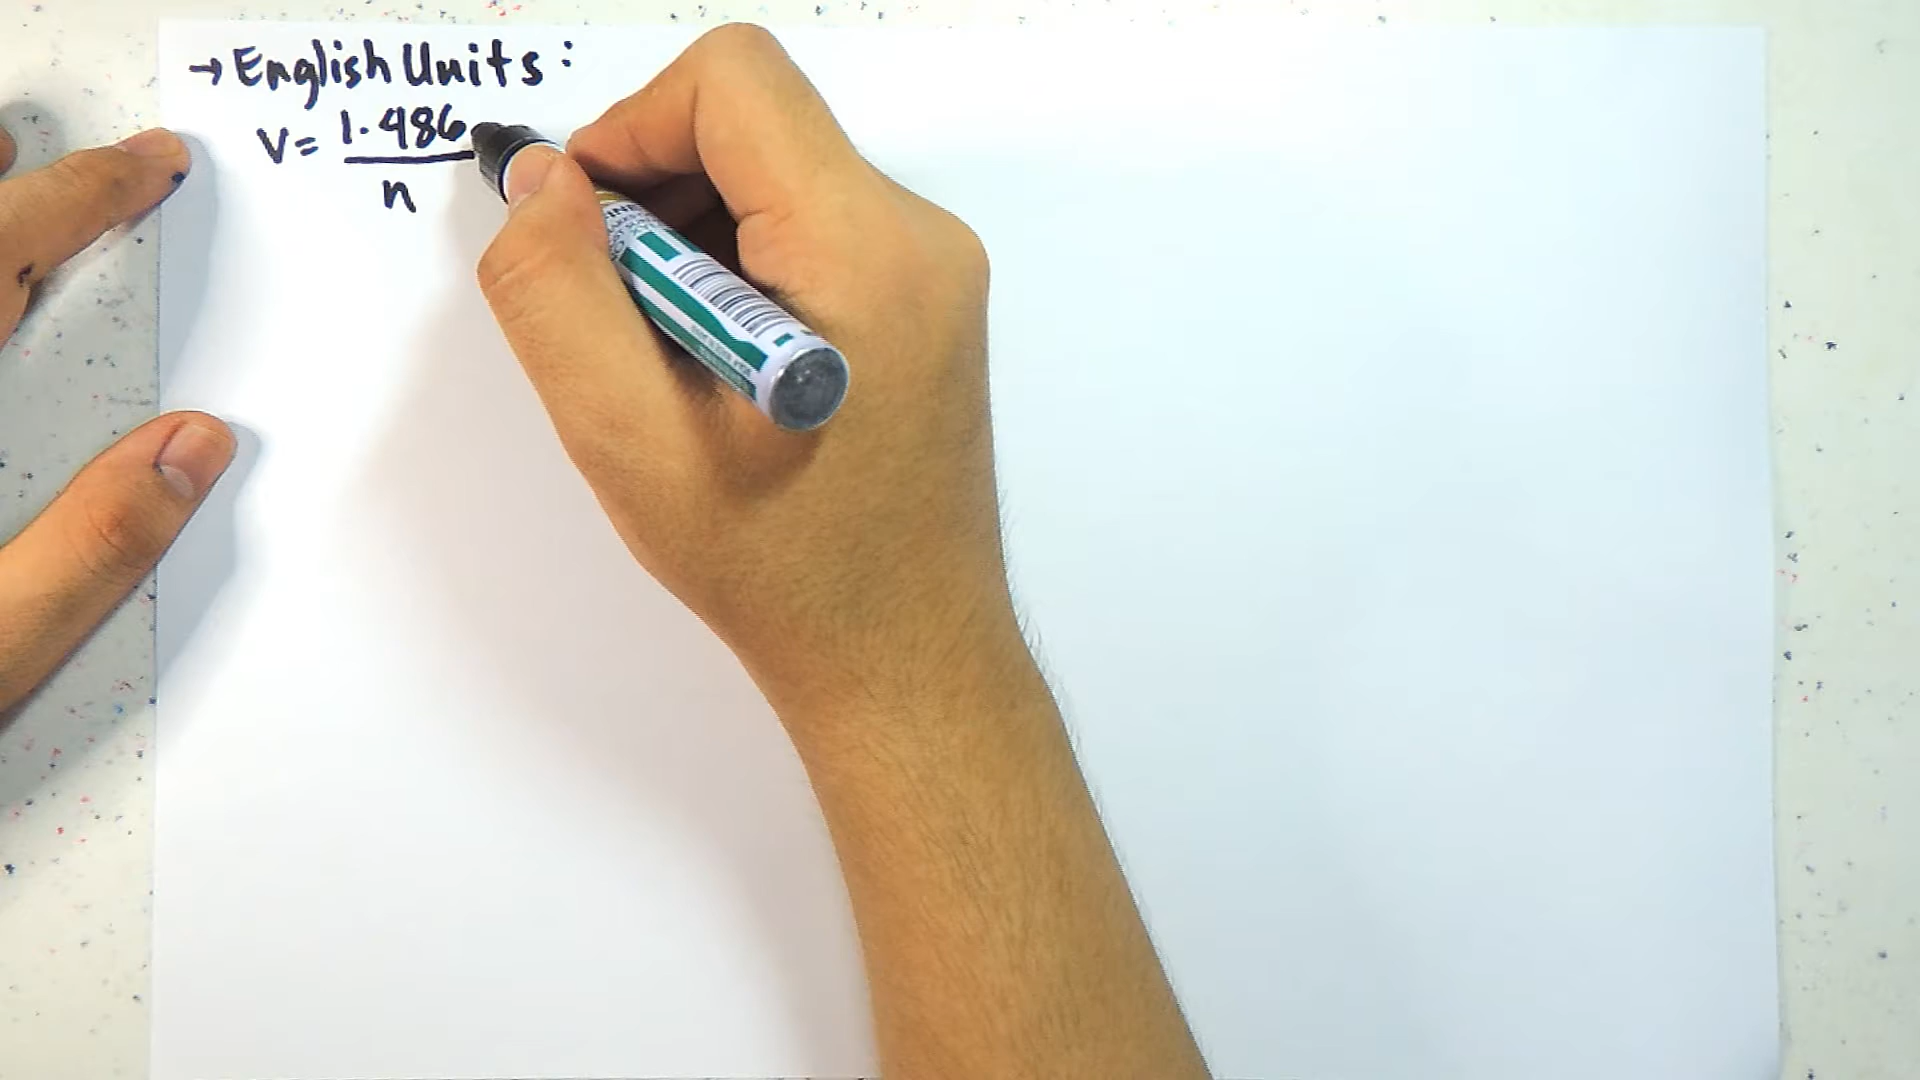 → English Units:
V = 1.486
n